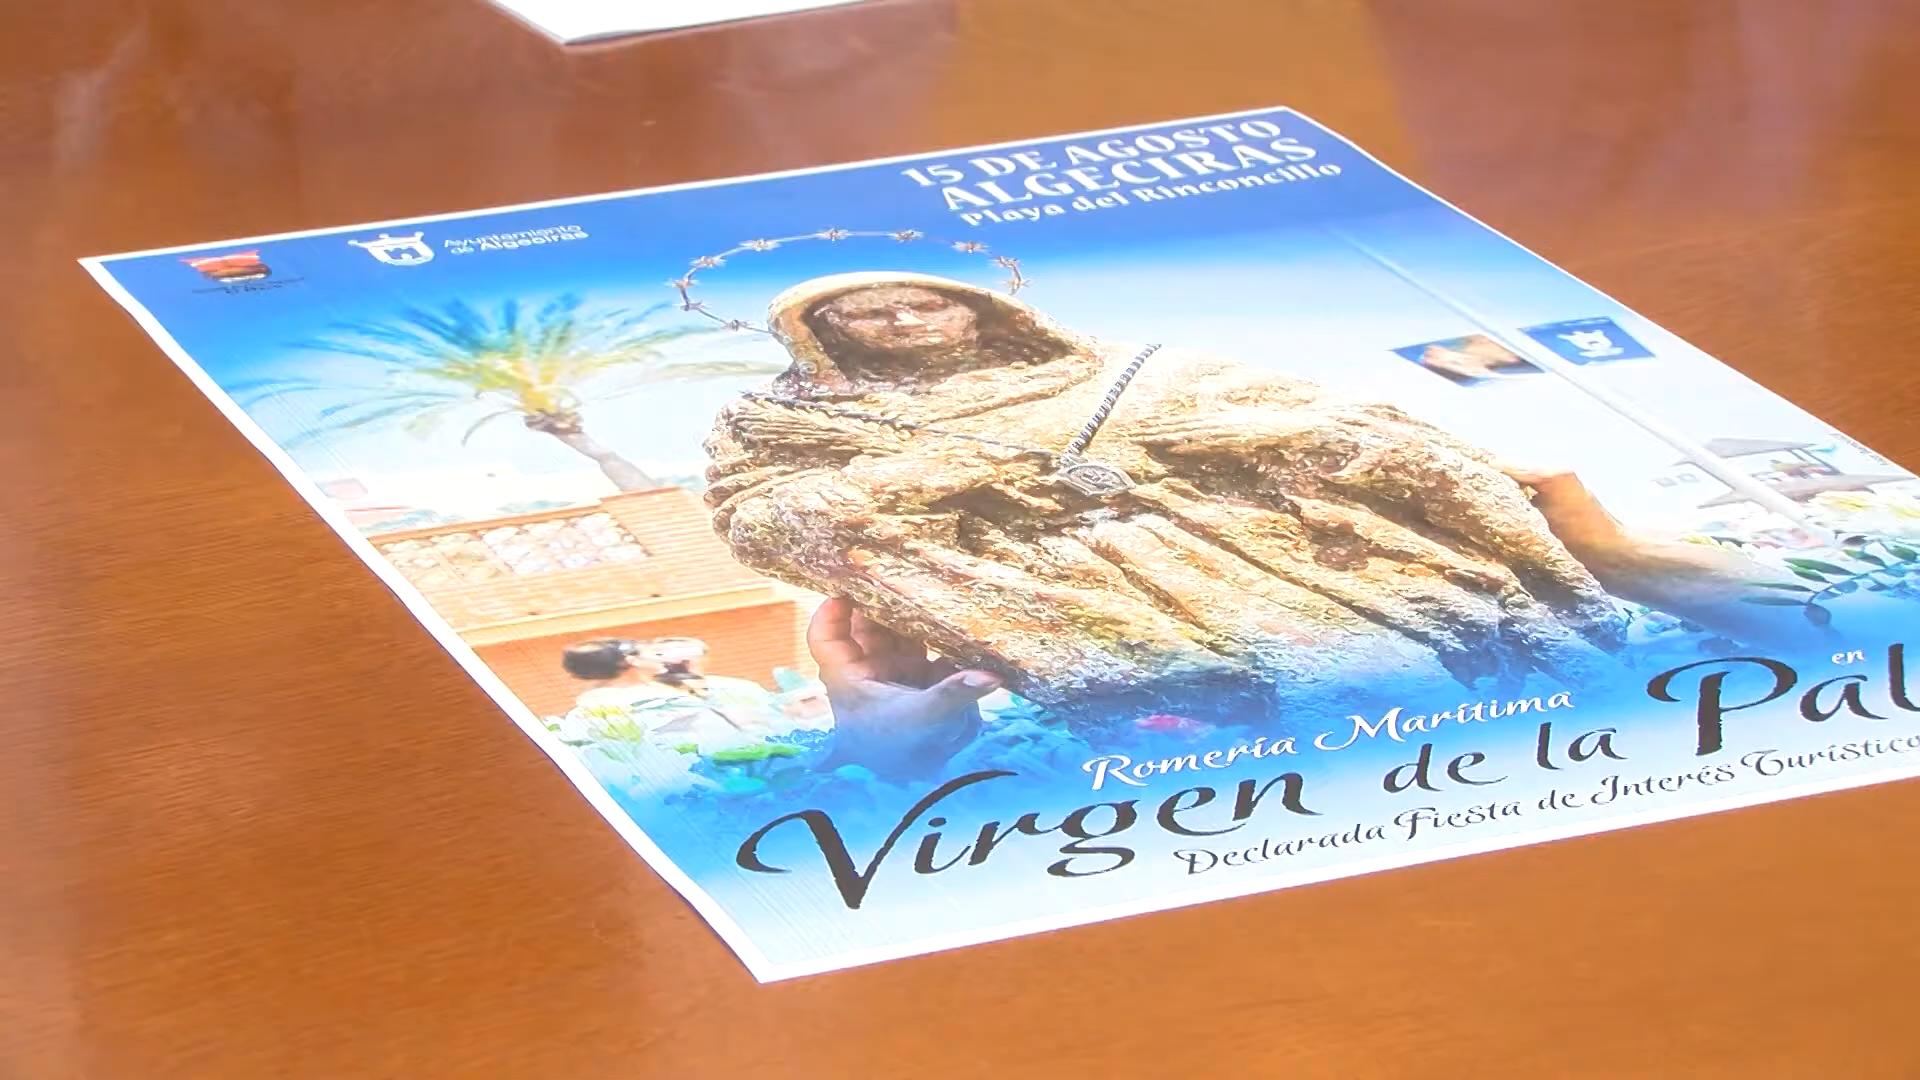 15 DE AGOSTO
ALGECIRAS
Playa del Rinconcillo
Ayuntamiento
de Algeciras
Romería Marítima
en
Virgen de la Pal
Declarada Fiesta de Interés Turístico